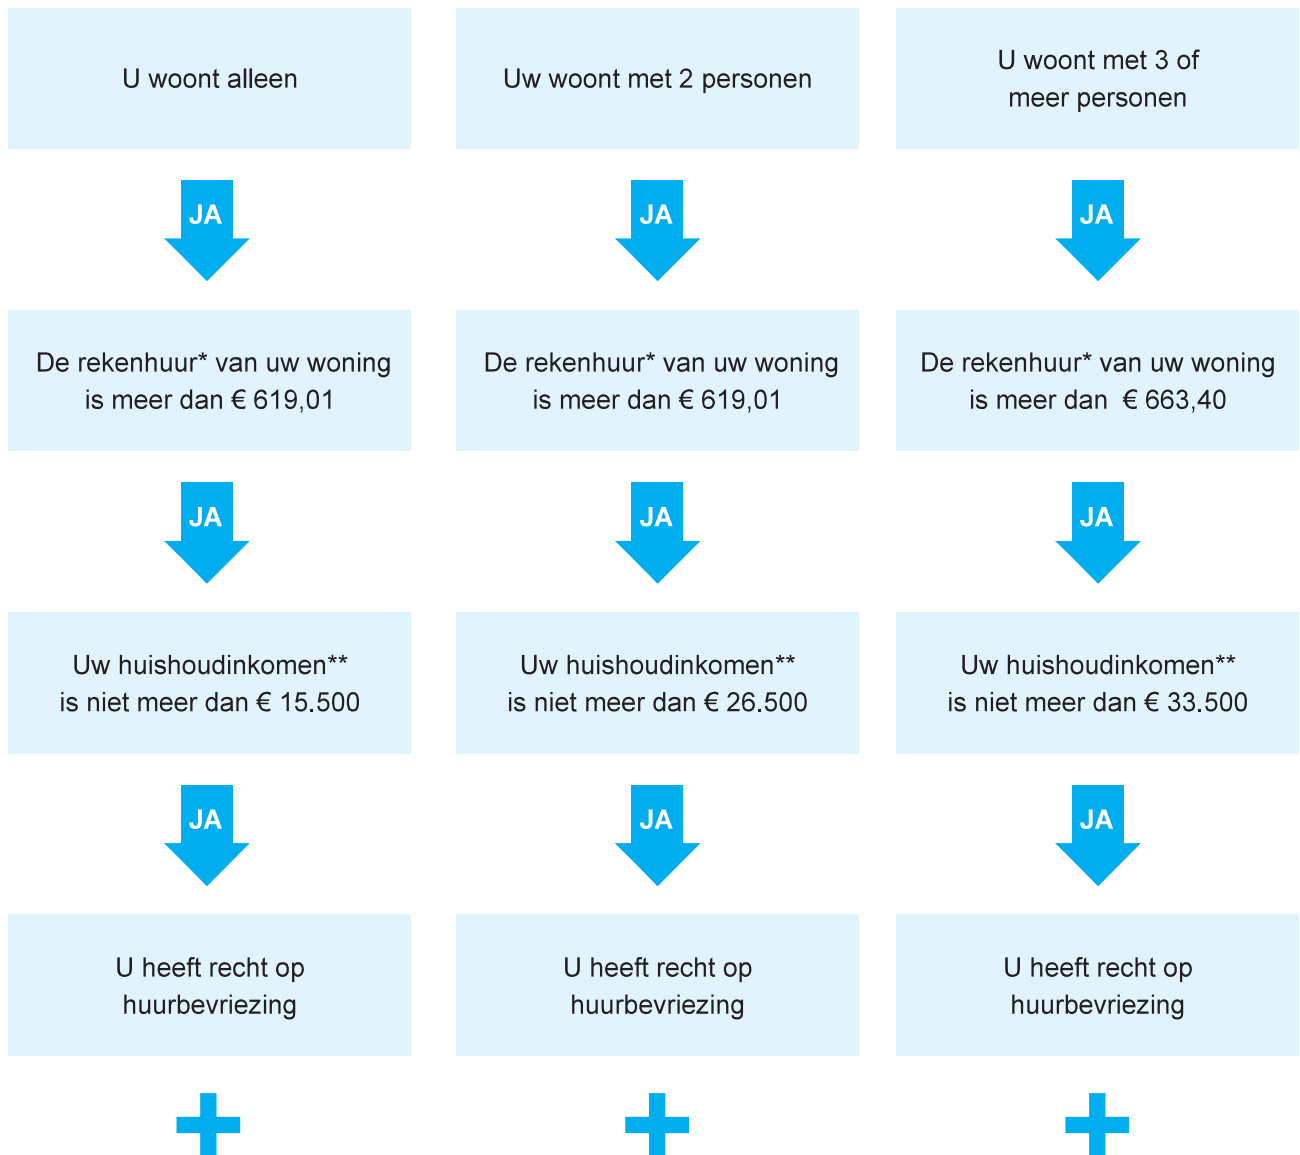 U woont alleen
JA
De rekenhuur* van uw woning
is meer dan € 619,01
JA
Uw huishoudinkomen**
is niet meer dan € 15.500
JA
U heeft recht op
huurbevriezing
Uw woont met 2 personen
JA
De rekenhuur* van uw woning
is meer dan € 619,01
JA
Uw huishoudinkomen**
is niet meer dan € 26.500
JA
U heeft recht op
huurbevriezing
U woont met 3 of
meer personen
JA
De rekenhuur* van uw woning
is meer dan € 663,40
JA
Uw huishoudinkomen**
is niet meer dan € 33.500
JA
U heeft recht op
huurbevriezing